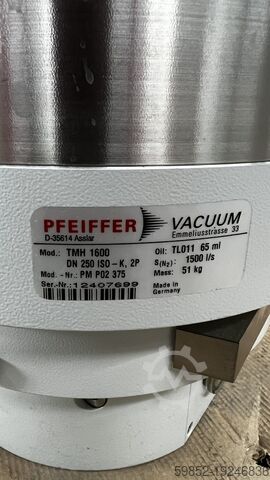 PFEIFFER VACUUM
D-35614 Asslar Emmeliusstrasse 33
Mod.: TMH 1600 Oil: TL011 65 ml
DN 250 ISO-K, 2P S(N₂): 1500 l/s
Mod.-Nr.: PM P02 375 Mass: 51 kg
Ser.-Nr.: 12407699 Made in
Germany
59852-15246838